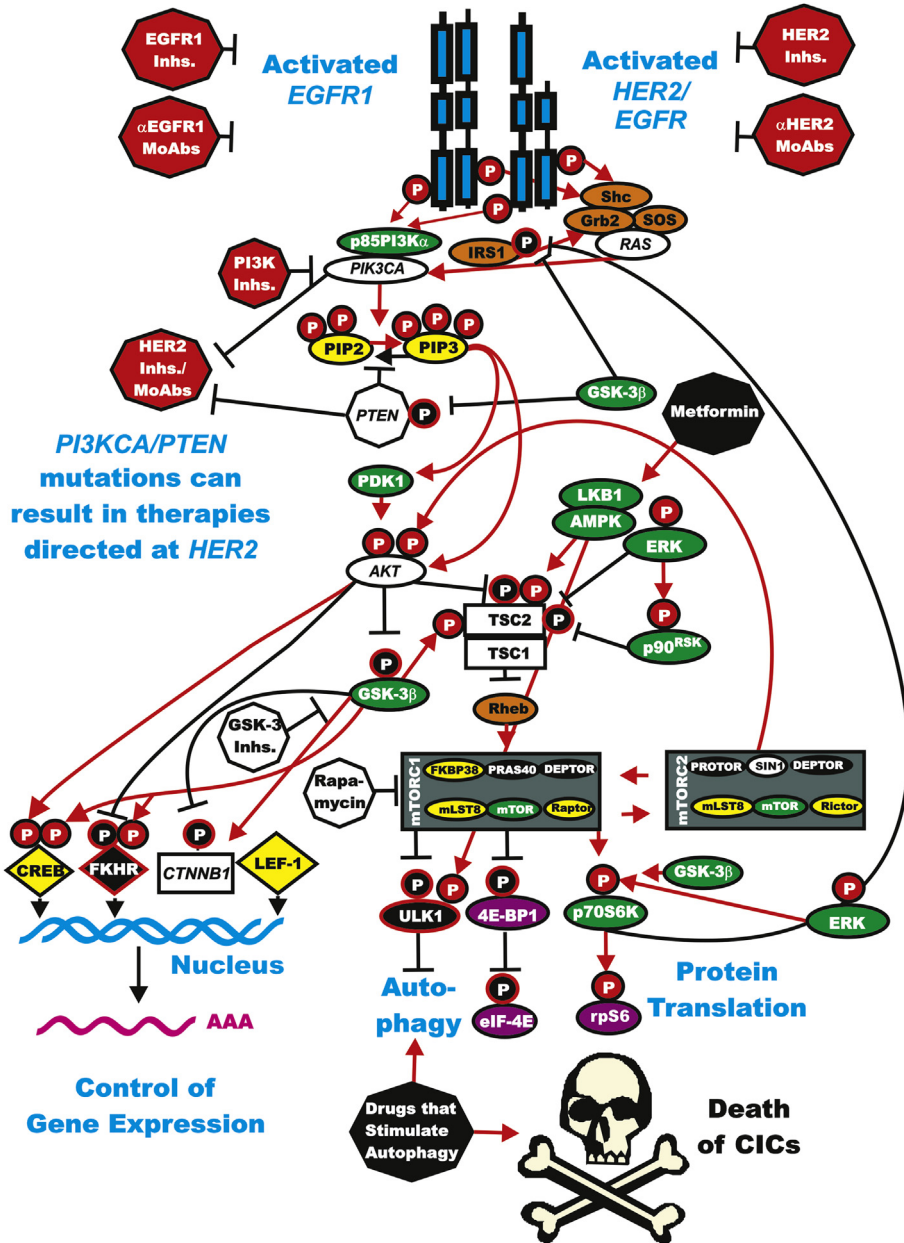 EGFR1
Inhs.
Activated
EGFR1
Activated
HER2/
EGFR
HER2
Inhs.
αEGFR1
MoAbs
αHER2
MoAbs
P
P
P
P
Shc
Grb2
SOS
RAS
p85PI3Kα
PIK3CA
IRS1
P
PI3K
Inhs.
P
P
PIP2
P
P
P
PIP3
HER2
Inhs./
MoAbs
PTEN
P
GSK-3β
Metformin
PI3KCA/PTEN
mutations can
result in therapies
directed at HER2
PDK1
LKB1
AMPK
P
ERK
P
P
AKT
P
P
P
P
TSC2
TSC1
P
p90RSK
P
GSK-3β
GSK-3
Inhs.
Rheb
Rapa-
mycin
mTORC1
FKBP38
PRAS40
DEPTOR
mLST8
mTOR
Raptor
mTORC2
PROTOR
SIN1
DEPTOR
mLST8
mTOR
Rictor
P
P
CREB
P
P
FKHR
P
CTNNB1
LEF-1
P
P
ULK1
P
4E-BP1
P
p70S6K
GSK-3β
P
ERK
Nucleus
AAA
Auto-
phagy
P
eIF-4E
P
rpS6
Protein
Translation
Control of
Gene Expression
Drugs that
Stimulate
Autophagy
Death
of CICs